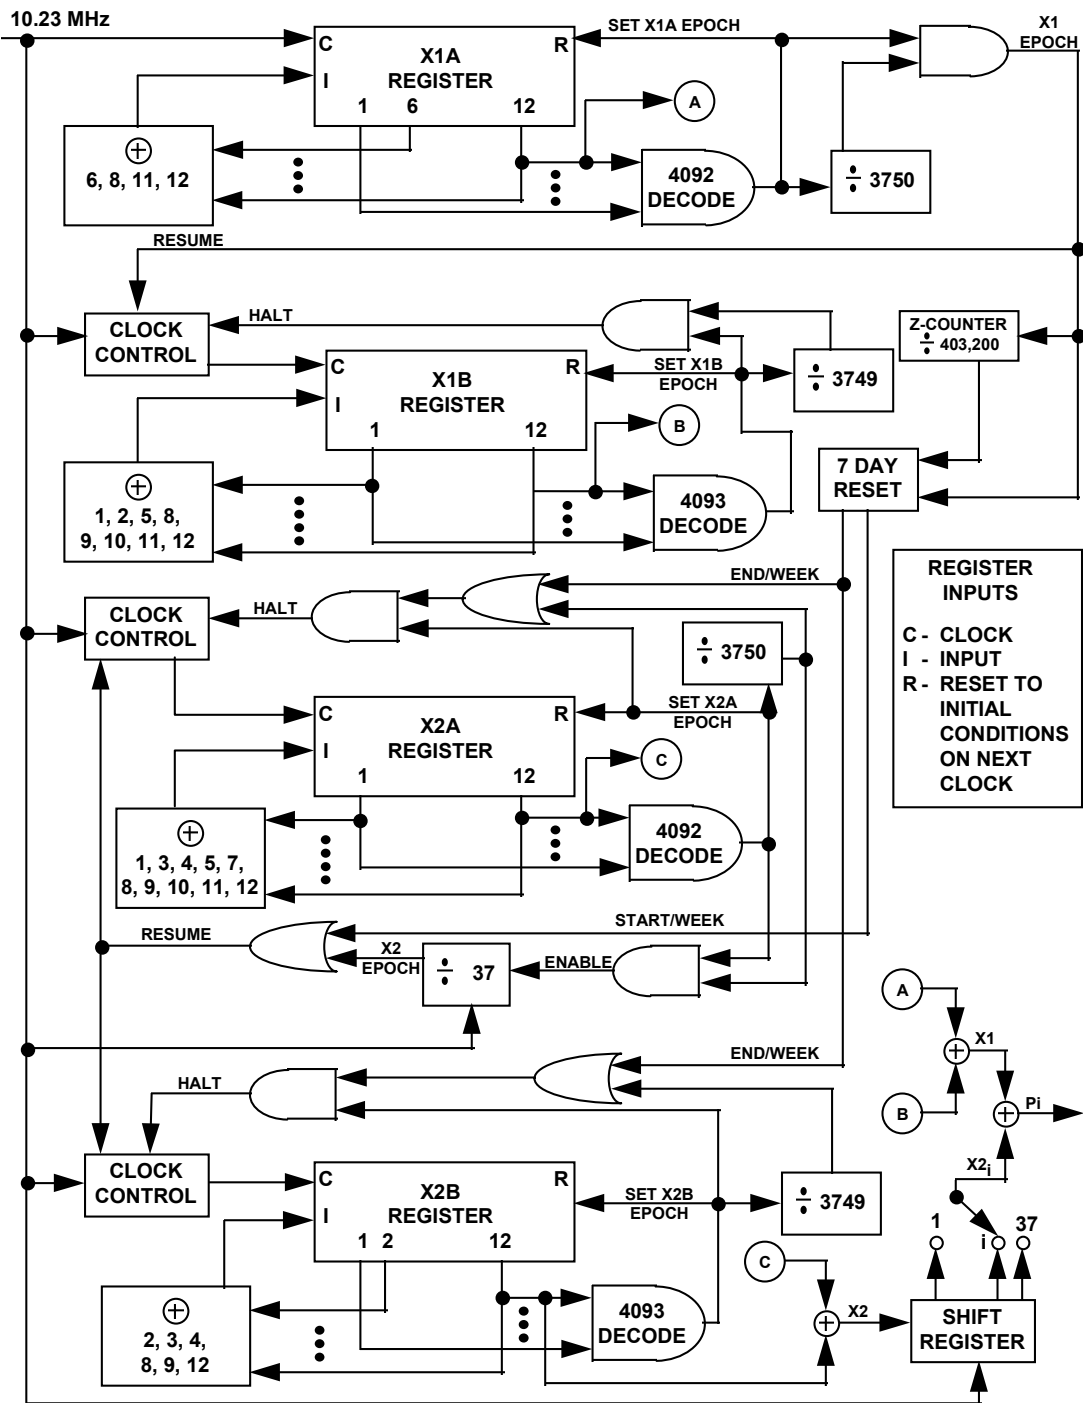 10.23 MHz
C
I
R
X1A
REGISTER
1 6 12
SET X1A EPOCH
X1
EPOCH
A
⊕
6, 8, 11, 12
4092
DECODE
÷ 3750
RESUME
CLOCK
CONTROL
HALT
Z-COUNTER
÷ 403,200
C
I
R
X1B
REGISTER
1 12
SET X1B
EPOCH
÷ 3749
B
7 DAY
RESET
⊕
1, 2, 5, 8,
9, 10, 11, 12
4093
DECODE
REGISTER
INPUTS
C - CLOCK
I - INPUT
R - RESET TO
INITIAL
CONDITIONS
ON NEXT
CLOCK
END/WEEK
CLOCK
CONTROL
HALT
÷ 3750
C
I
R
X2A
REGISTER
1 12
SET X2A
EPOCH
C
⊕
1, 3, 4, 5, 7,
8, 9, 10, 11, 12
4092
DECODE
START/WEEK
RESUME
X2
EPOCH
÷ 37
ENABLE
A
X1
B
Pi
X2i
END/WEEK
HALT
CLOCK
CONTROL
C
I
R
X2B
REGISTER
1 2 12
SET X2B
EPOCH
÷ 3749
1 i 37
C
X2
SHIFT
REGISTER
⊕
2, 3, 4,
8, 9, 12
4093
DECODE